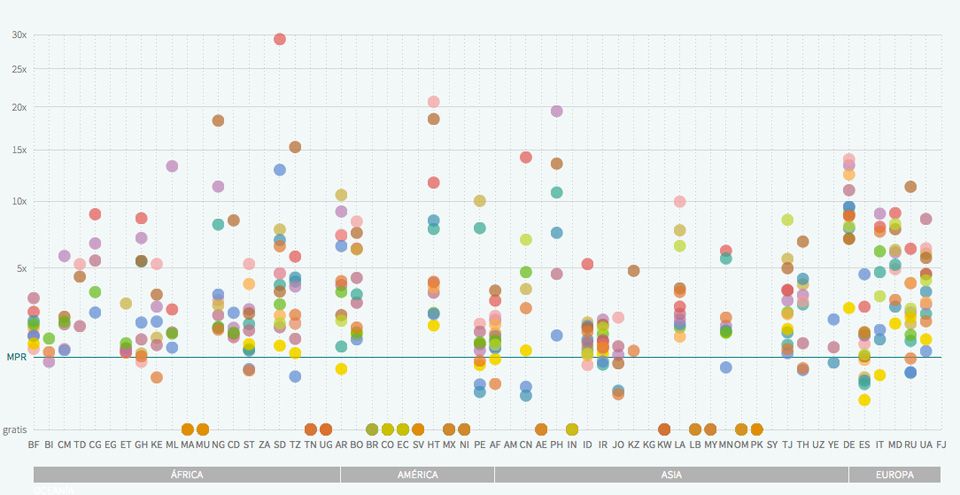 30x
25x
20x
15x
10x
5x
MPR
gratis
BF BI CM TD CG EG ET GH KE ML MA MU NG CD ST ZA SD TZ TN UG AR BO BR CO EC SV HT MX NI PE AF AM CN AE PH IN ID IR JO KZ KG KW LA LB MY MN OM PK SY TJ TH UZ YE DE ES IT MD RU UA FJ
ÁFRICA AMÉRICA ASIA EUROPA
OCEANÍA